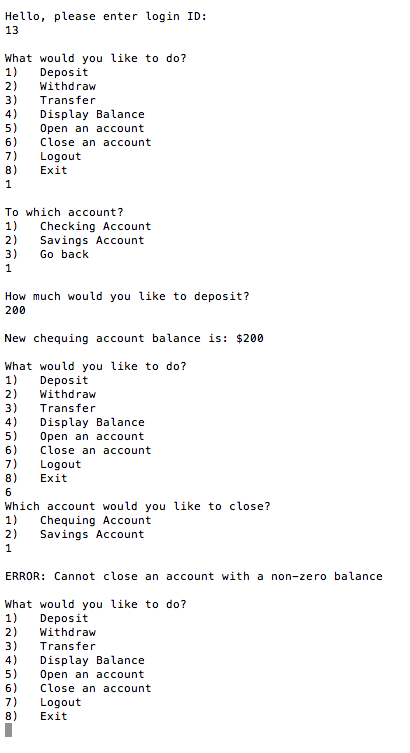 Hello, please enter login ID:
13
What would you like to do?
1) Deposit
2) Withdraw
3) Transfer
4) Display Balance
5) Open an account
6) Close an account
7) Logout
8) Exit
1
To which account?
1) Checking Account
2) Savings Account
3) Go back
1
How much would you like to deposit?
200
New chequing account balance is: $200
What would you like to do?
1) Deposit
2) Withdraw
3) Transfer
4) Display Balance
5) Open an account
6) Close an account
7) Logout
8) Exit
6
Which account would you like to close?
1) Chequing Account
2) Savings Account
1
ERROR: Cannot close an account with a non-zero balance
What would you like to do?
1) Deposit
2) Withdraw
3) Transfer
4) Display Balance
5) Open an account
6) Close an account
7) Logout
8) Exit